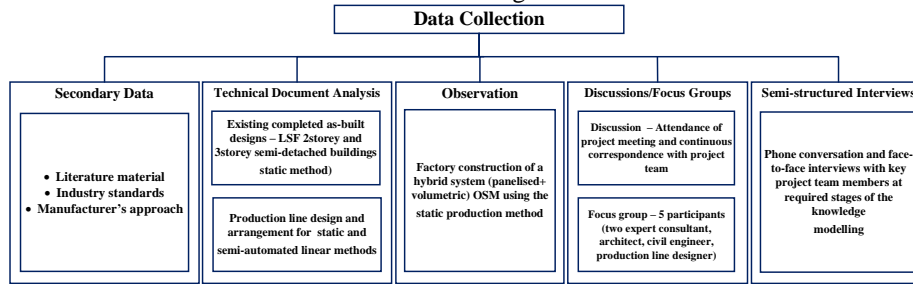 Data Collection
Secondary Data
• Literature material
• Industry standards
• Manufacturer's approach
Technical Document Analysis
Existing completed as-built
designs – LSF 2storey and
3storey semi-detached buildings
static method)
Production line design and
arrangement for static and
semi-automated linear methods
Observation
Factory construction of a
hybrid system (panelised+
volumetric) OSM using the
static production method
Discussions/Focus Groups
Discussion – Attendance of
project meeting and continuous
correspondence with project
team
Focus group – 5 participants
(two expert consultant,
architect, civil engineer,
production line designer)
Semi-structured Interviews
Phone conversation and face-
to-face interviews with key
project team members at
required stages of the
knowledge
modelling